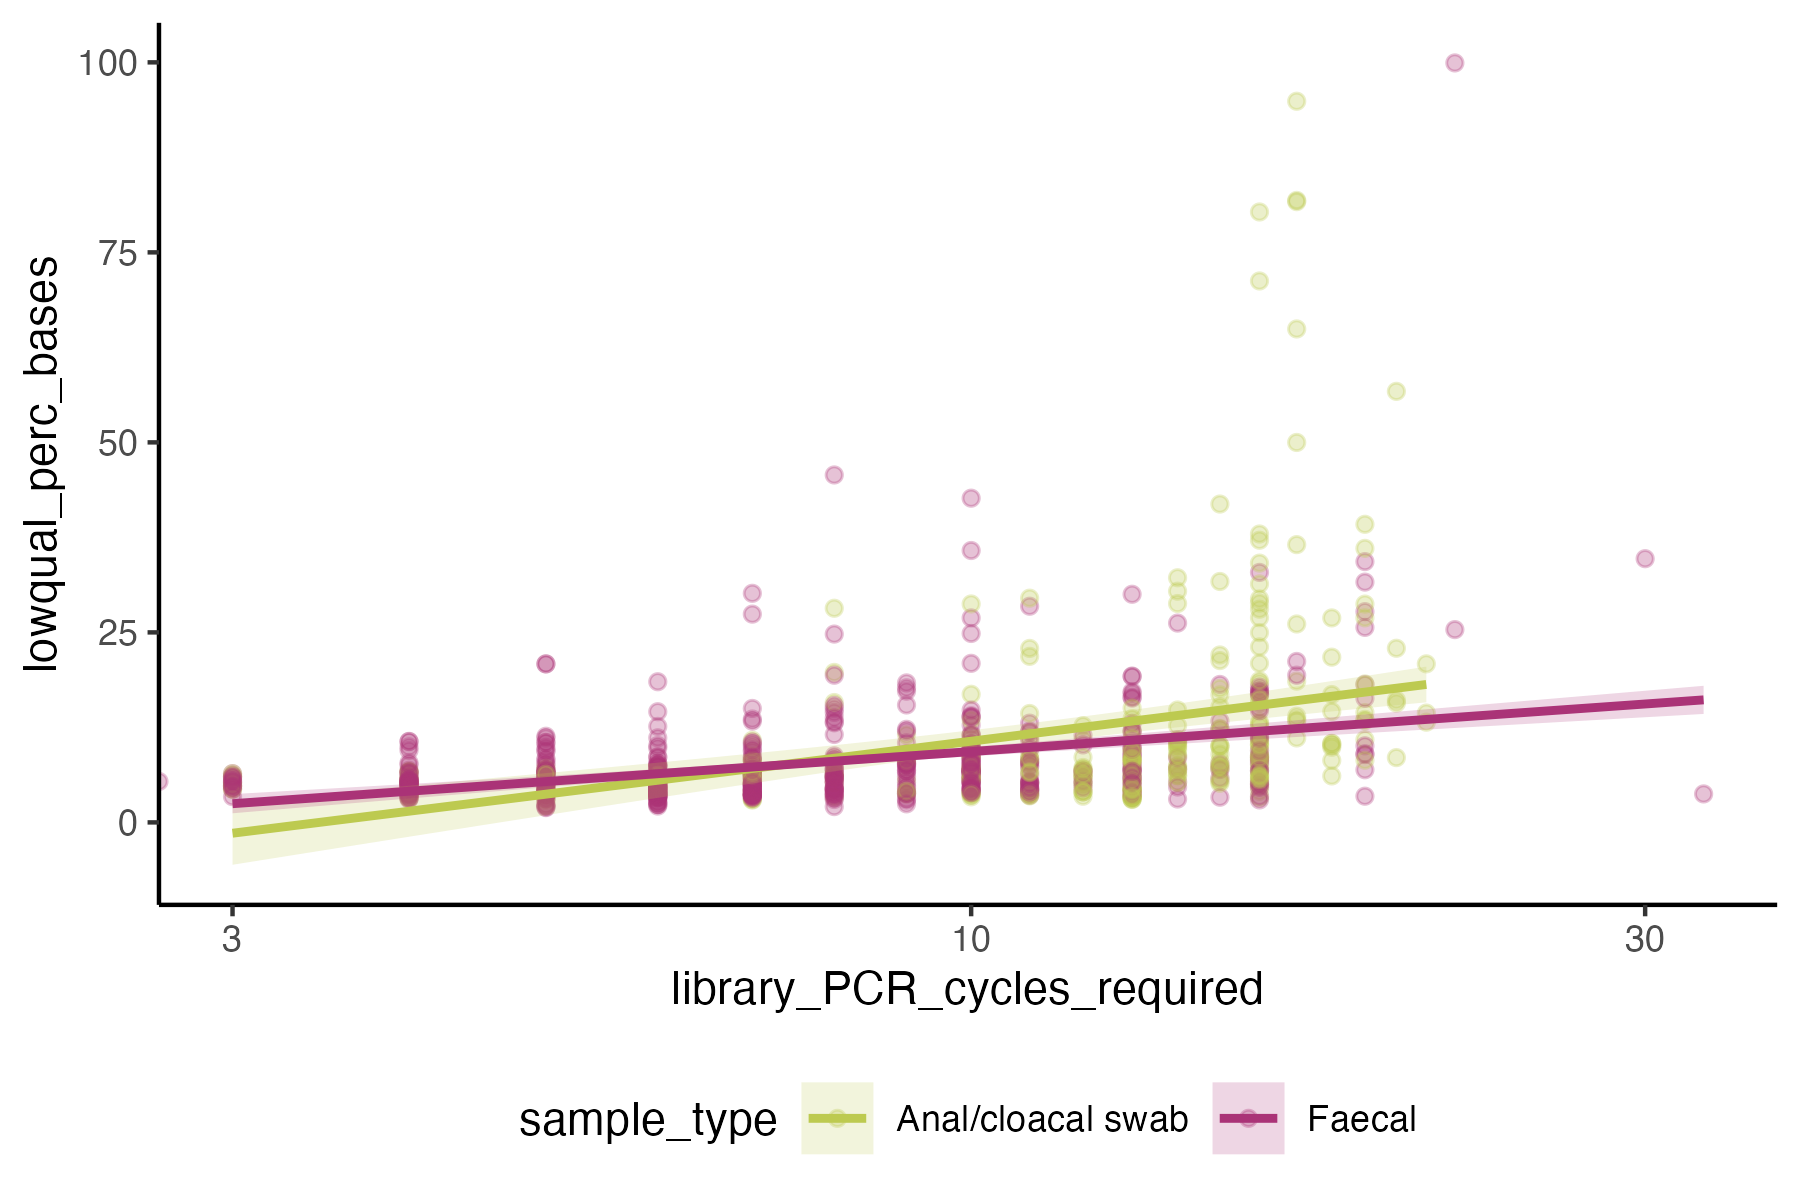 100
75
50
25
0
lowqual_perc_bases
3 10 30
library_PCR_cycles_required
sample_type Anal/cloacal swab Faecal